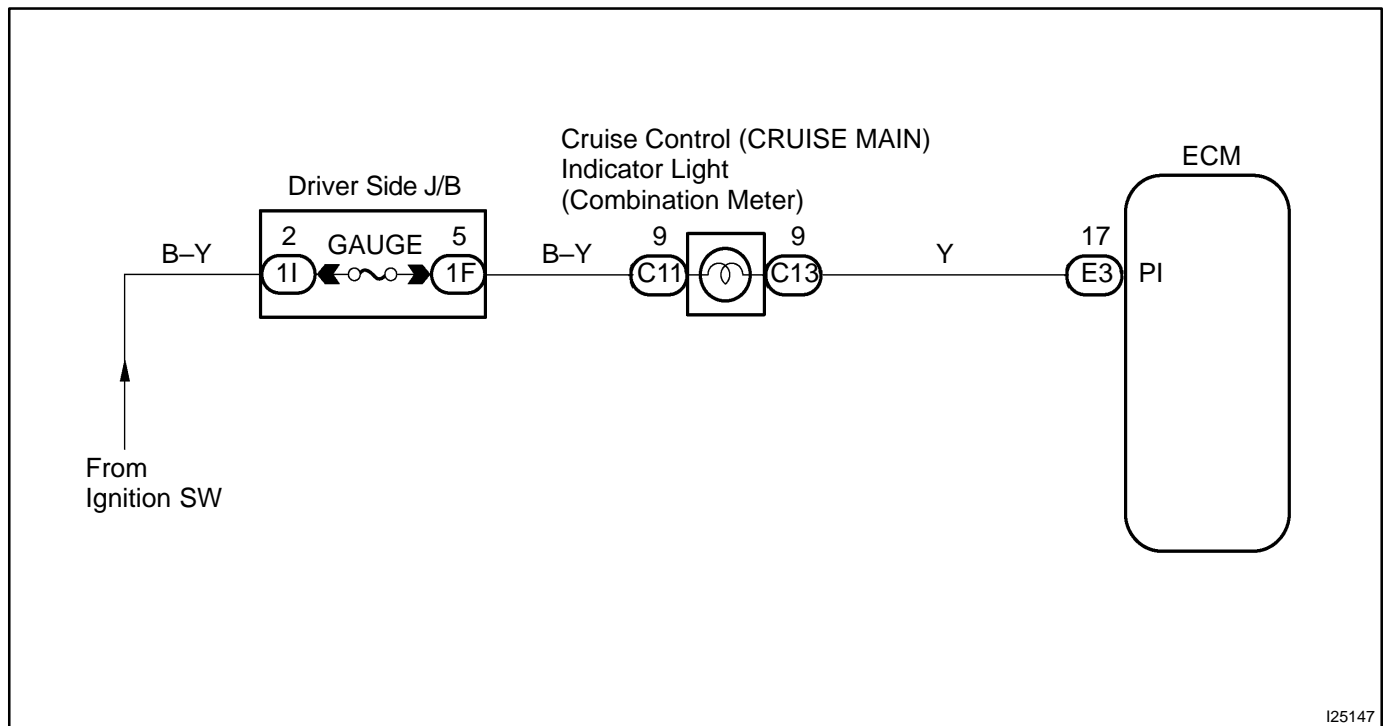 Cruise Control (CRUISE MAIN)
Indicator Light
(Combination Meter)
ECM
Driver Side J/B
B–Y
2
GAUGE
5
B–Y
9
9
Y
17
1I
1F
C11
C13
E3
PI
From
Ignition SW
I25147